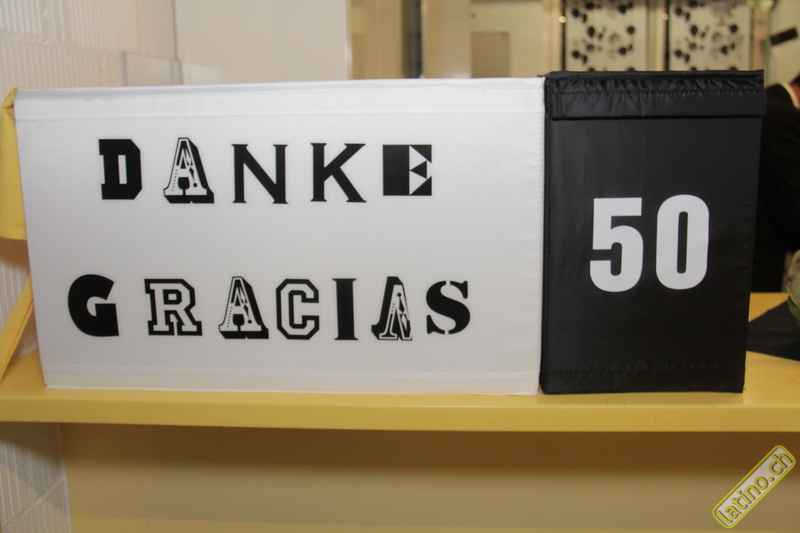 DANKE
GRACIAS
50
latino.ch